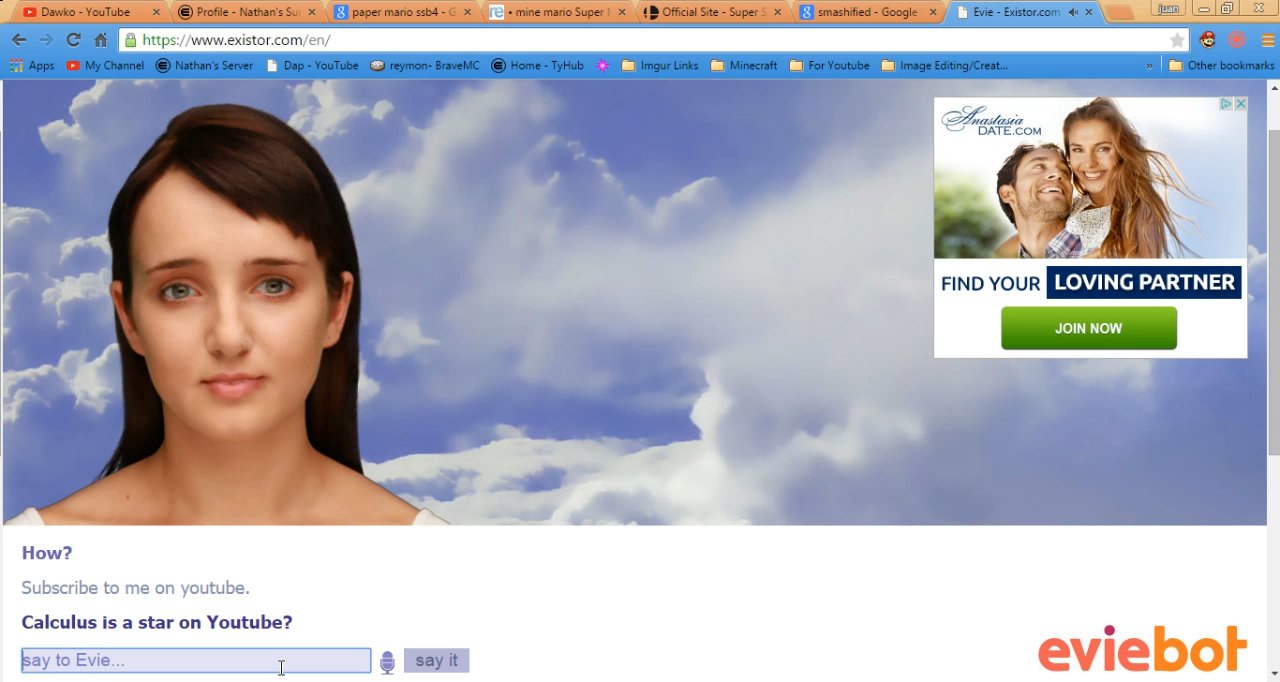 Dawko - YouTube
Profile - Nathan's Su
paper mario ssb4 - G
• mine mario Super
Official Site - Super S
smashified - Google
Evie - Existor.com
Juan
https://www.existor.com/en/
Apps
My Channel
Nathan's Server
Dap - YouTube
reymon- BraveMC
Home - TyHub
Imgur Links
Minecraft
For Youtube
Image Editing/Creat...
»
Other bookmarks
Anastasia
DATE.COM
FIND YOUR LOVING PARTNER
JOIN NOW
How?
Subscribe to me on youtube.
Calculus is a star on Youtube?
say to Evie...
say it
eviebot